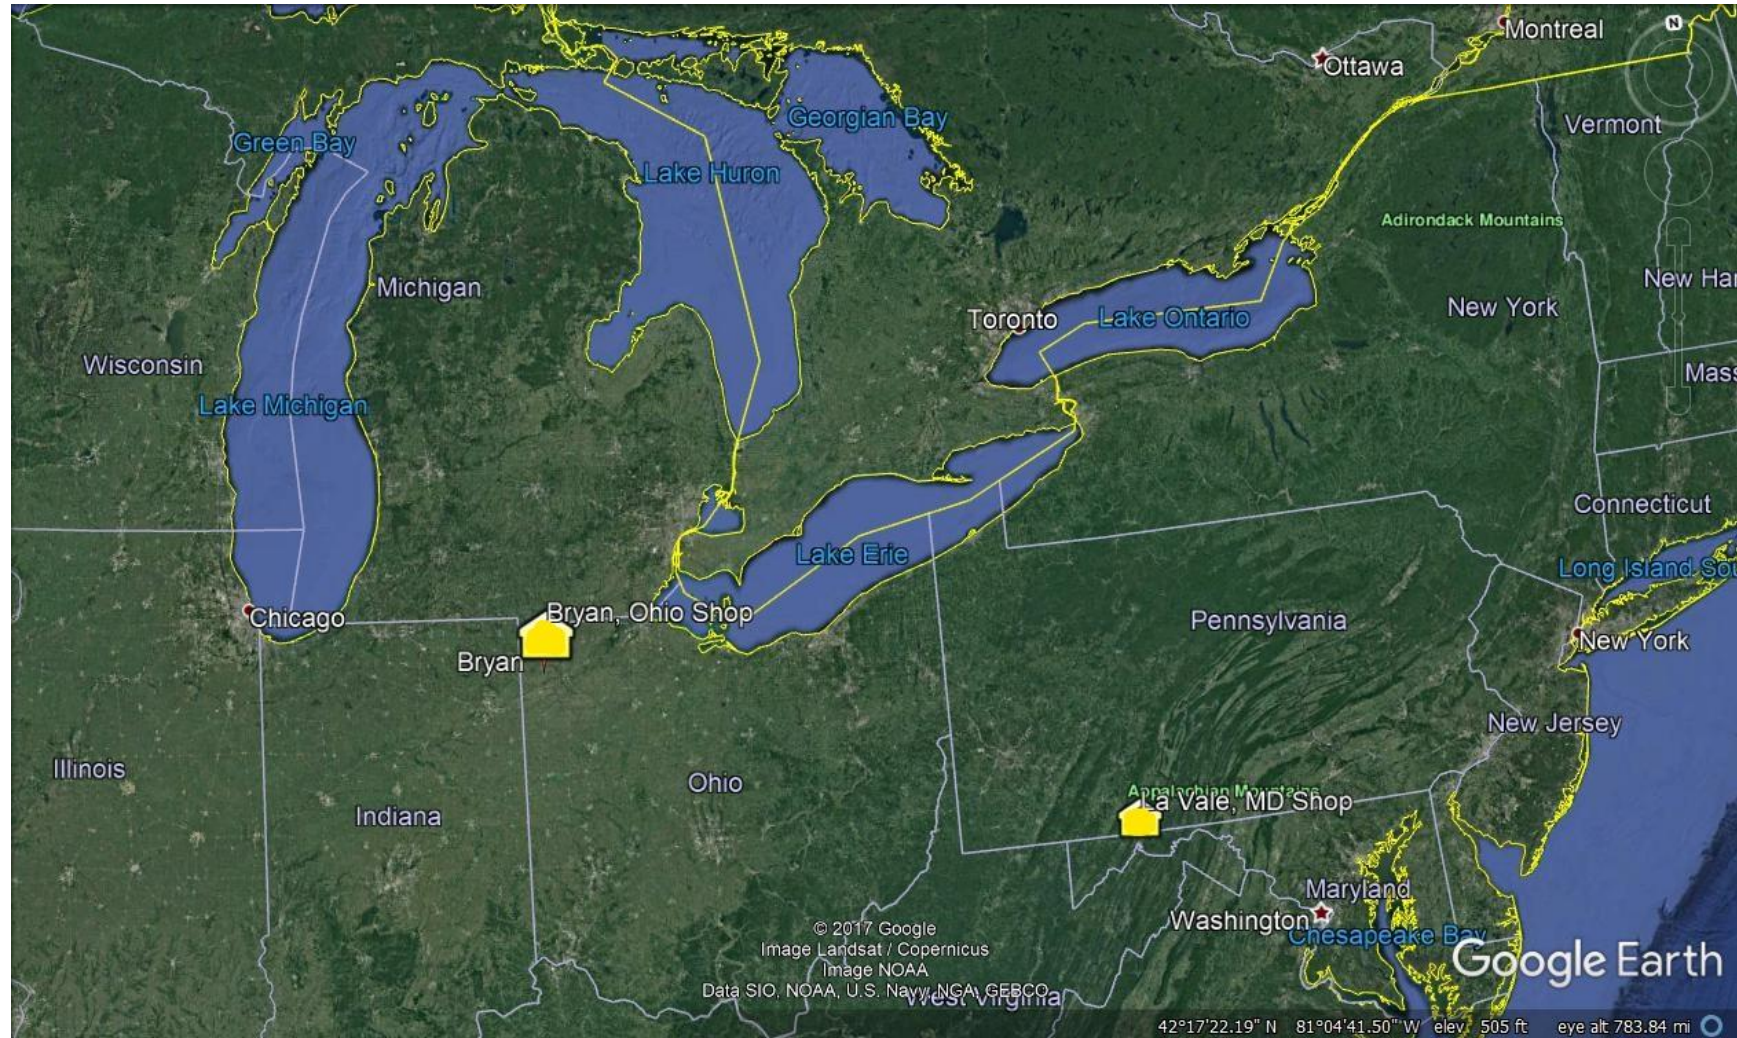 N
Montreal
Ottawa
Georgian Bay
Vermont
Green Bay
Lake Huron
Adirondack Mountains
New Har
Michigan
New York
Toronto
Lake Ontario
Wisconsin
Mass
Lake Michigan
Connecticut
Lake Erie
Long Island Sou
Bryan, Ohio Shop
Chicago
Pennsylvania
New York
Bryan
New Jersey
Illinois
Ohio
Appalachian Mountains
La Vale, MD Shop
Indiana
Maryland
Washington
© 2017 Google
Chesapeake Bay
Image Landsat / Copernicus
Google Earth
Image NOAA
Data SIO, NOAA, U.S. Navy, NGA, GEBCO
West Virginia
42°17'22.19" N 81°04'41.50" W elev 505 ft eye alt 783.84 mi